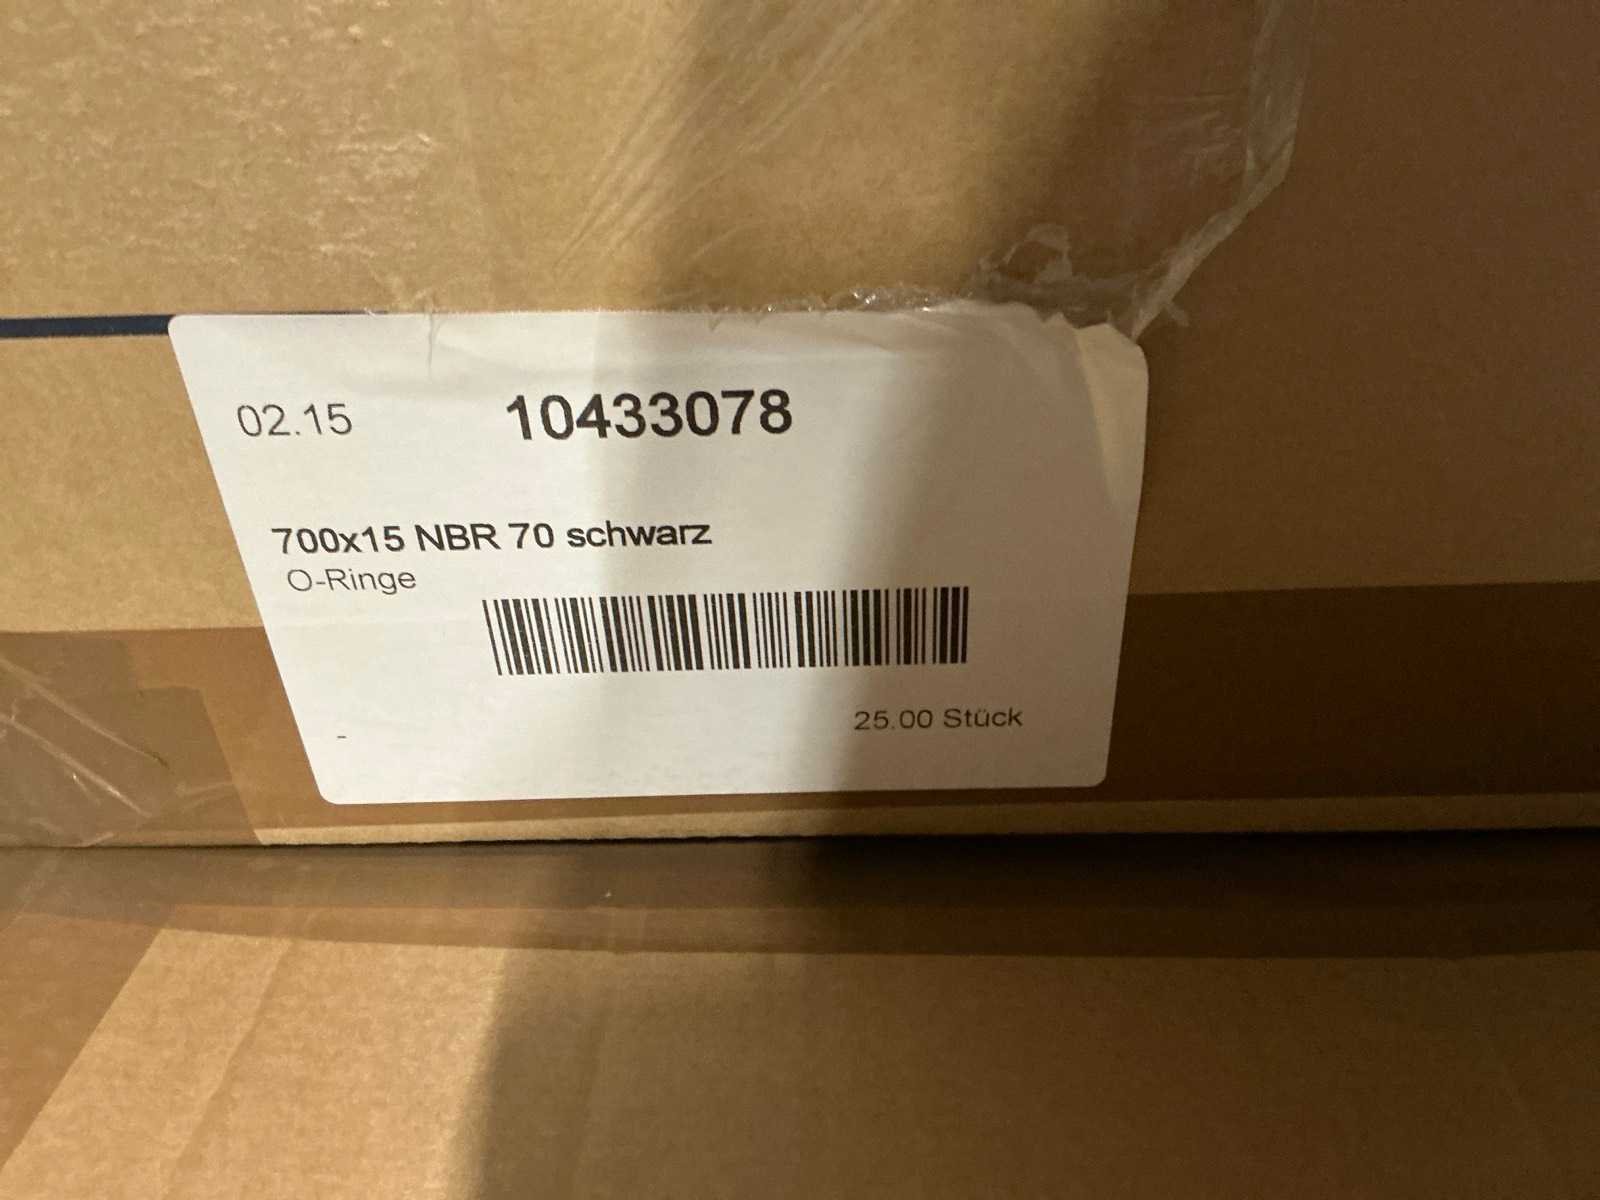 02.15 10433078
700x15 NBR 70 schwarz
O-Ringe
25.00 Stück
-